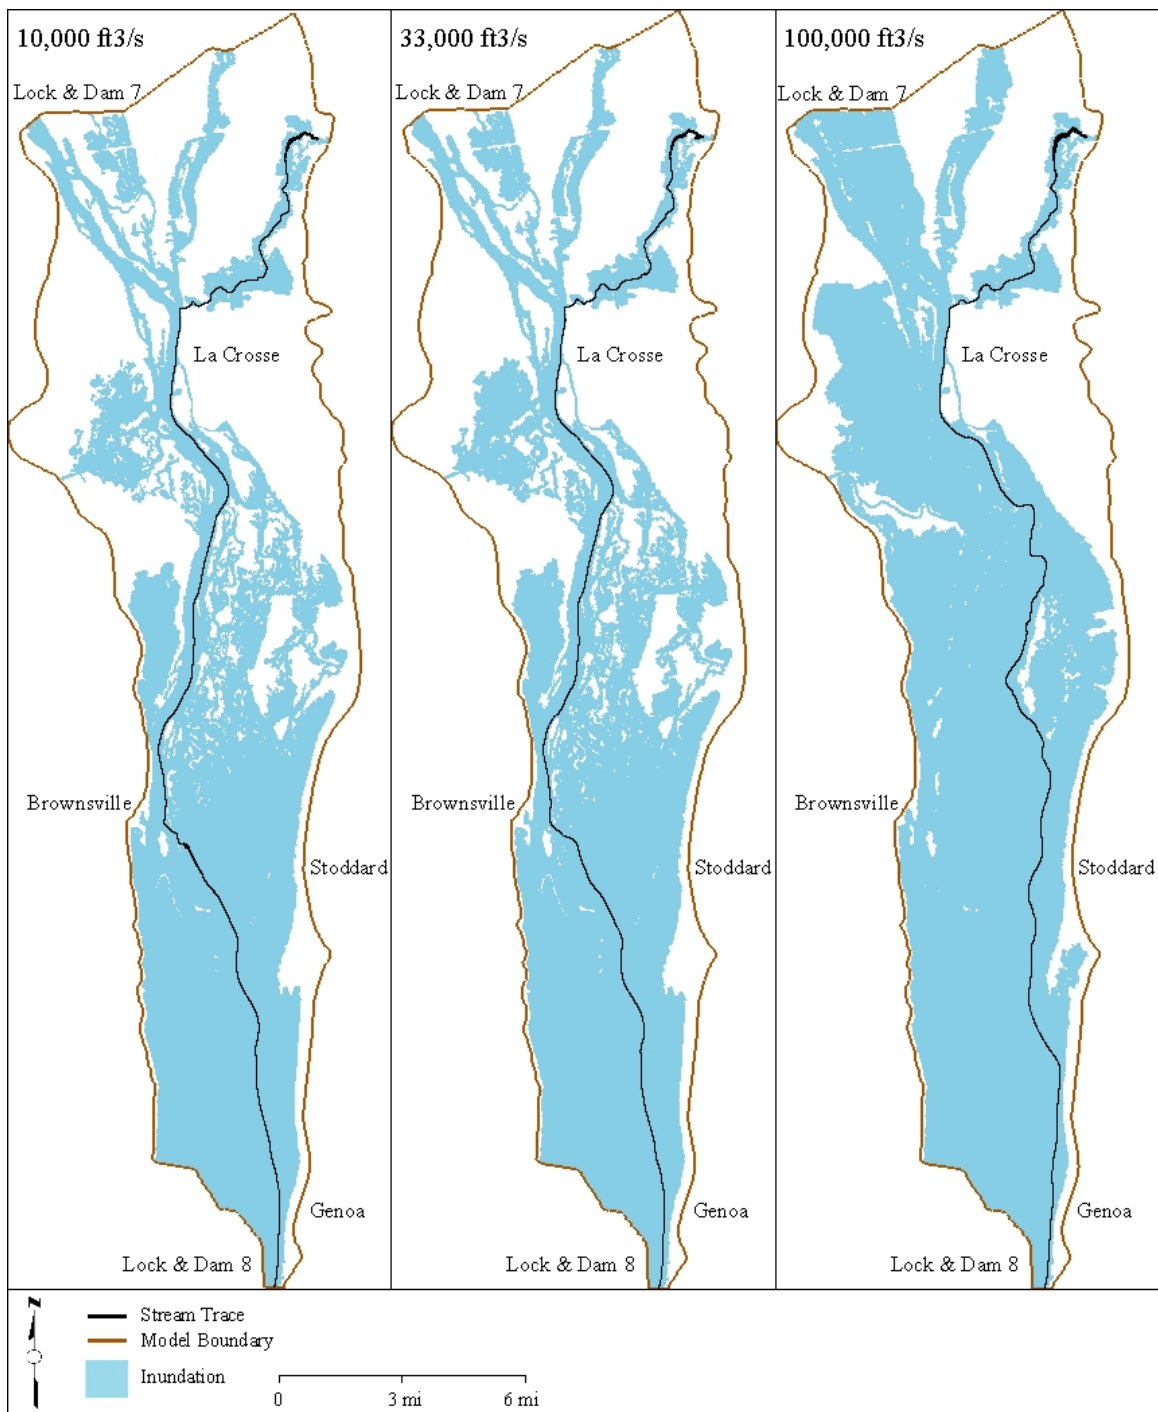 10,000 ft3/s
Lock & Dam 7
La Crosse
Brownsville
Stoddard
Genoa
Lock & Dam 8
33,000 ft3/s
Lock & Dam 7
La Crosse
Brownsville
Stoddard
Genoa
Lock & Dam 8
100,000 ft3/s
Lock & Dam 7
La Crosse
Brownsville
Stoddard
Genoa
Lock & Dam 8
N
Stream Trace
Model Boundary
Inundation
0 3 mi 6 mi